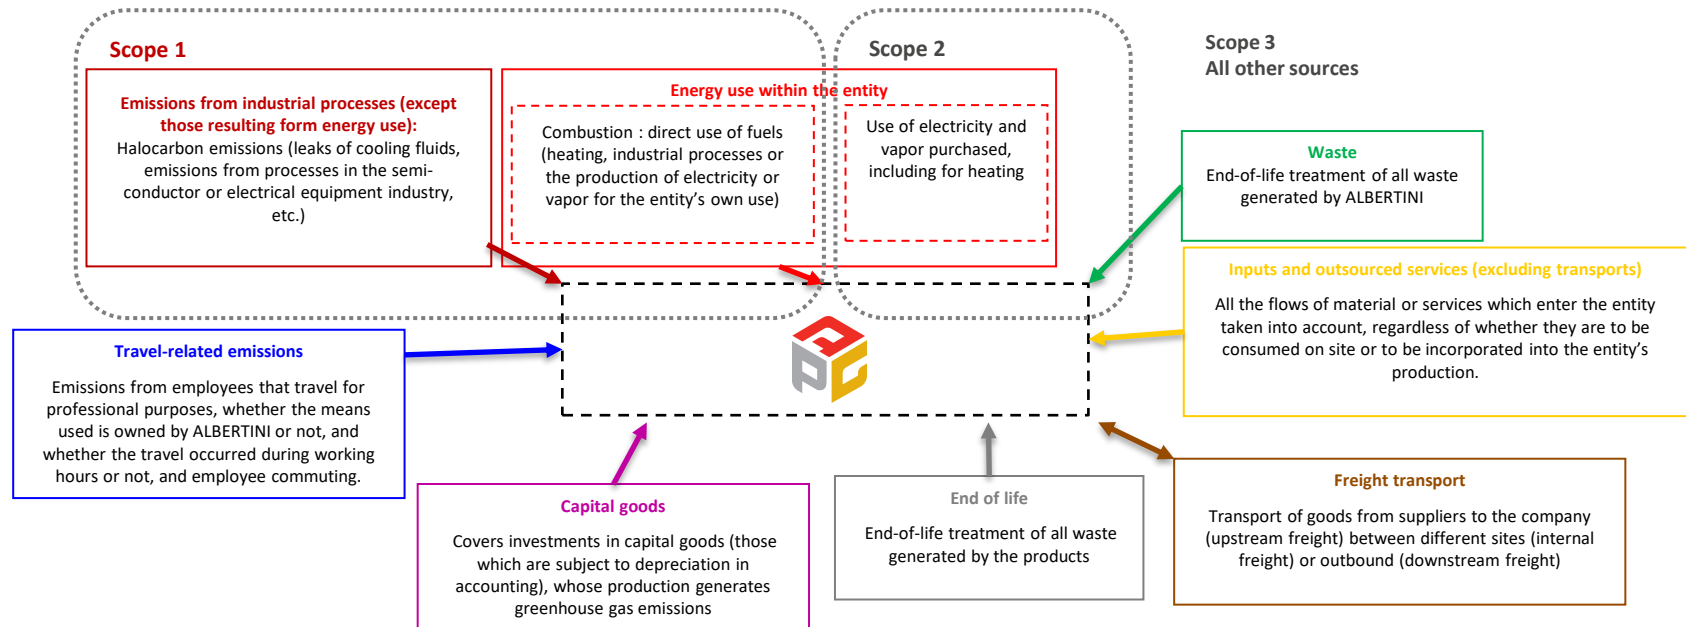 Scope 1
Emissions from industrial processes (except
those resulting form energy use):
Halocarbon emissions (leaks of cooling fluids,
emissions from processes in the semi-
conductor or electrical equipment industry,
etc.)
Energy use within the entity
Combustion : direct use of fuels
(heating, industrial processes or
the production of electricity or
vapor for the entity’s own use)
Scope 2
Use of electricity and
vapor purchased,
including for heating
Scope 3
All other sources
Waste
End-of-life treatment of all waste
generated by ALBERTINI
Inputs and outsourced services (excluding transports)
All the flows of material or services which enter the entity
taken into account, regardless of whether they are to be
consumed on site or to be incorporated into the entity’s
production.
Travel-related emissions
Emissions from employees that travel for
professional purposes, whether the means
used is owned by ALBERTINI or not, and
whether the travel occurred during working
hours or not, and employee commuting.
Capital goods
Covers investments in capital goods (those
which are subject to depreciation in
accounting), whose production generates
greenhouse gas emissions
End of life
End-of-life treatment of all waste
generated by the products
Freight transport
Transport of goods from suppliers to the company
(upstream freight) between different sites (internal
freight) or outbound (downstream freight)